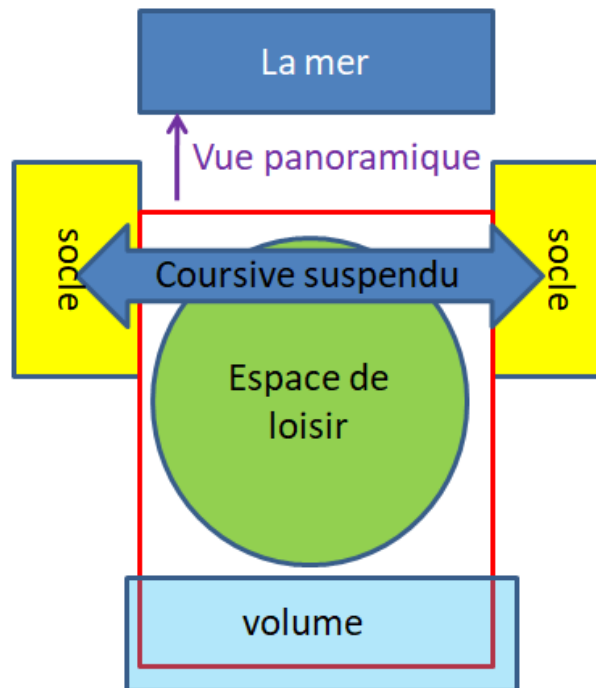 La mer
Vue panoramique
socle
Coursive suspendu
socle
Espace de
loisir
volume